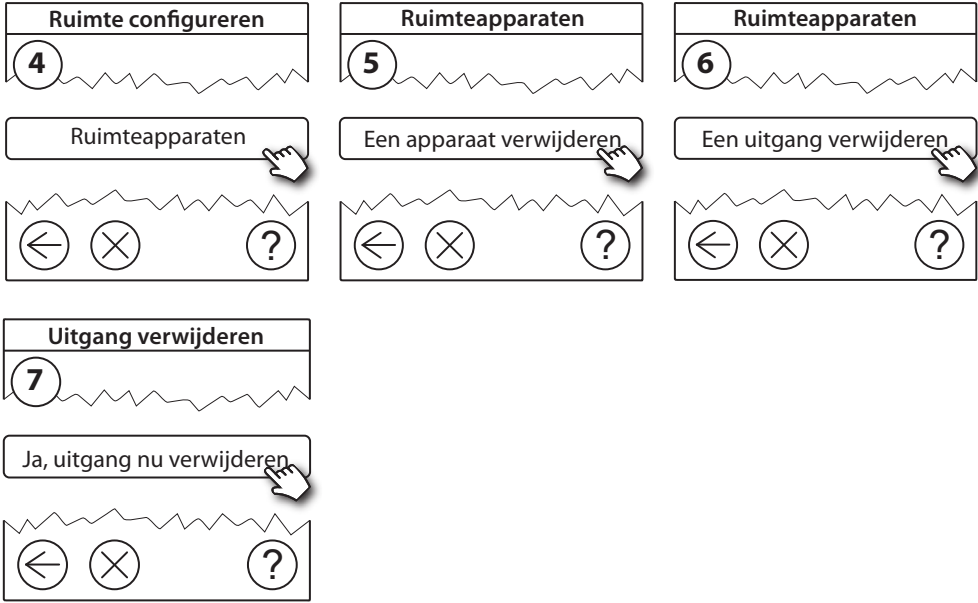 Ruimte configureren
4
Ruimteapparaten
?
Ruimteapparaten
5
Een apparaat verwijderen
?
Ruimteapparaten
6
Een uitgang verwijderen
?
Uitgang verwijderen
7
Ja, uitgang nu verwijderen
?